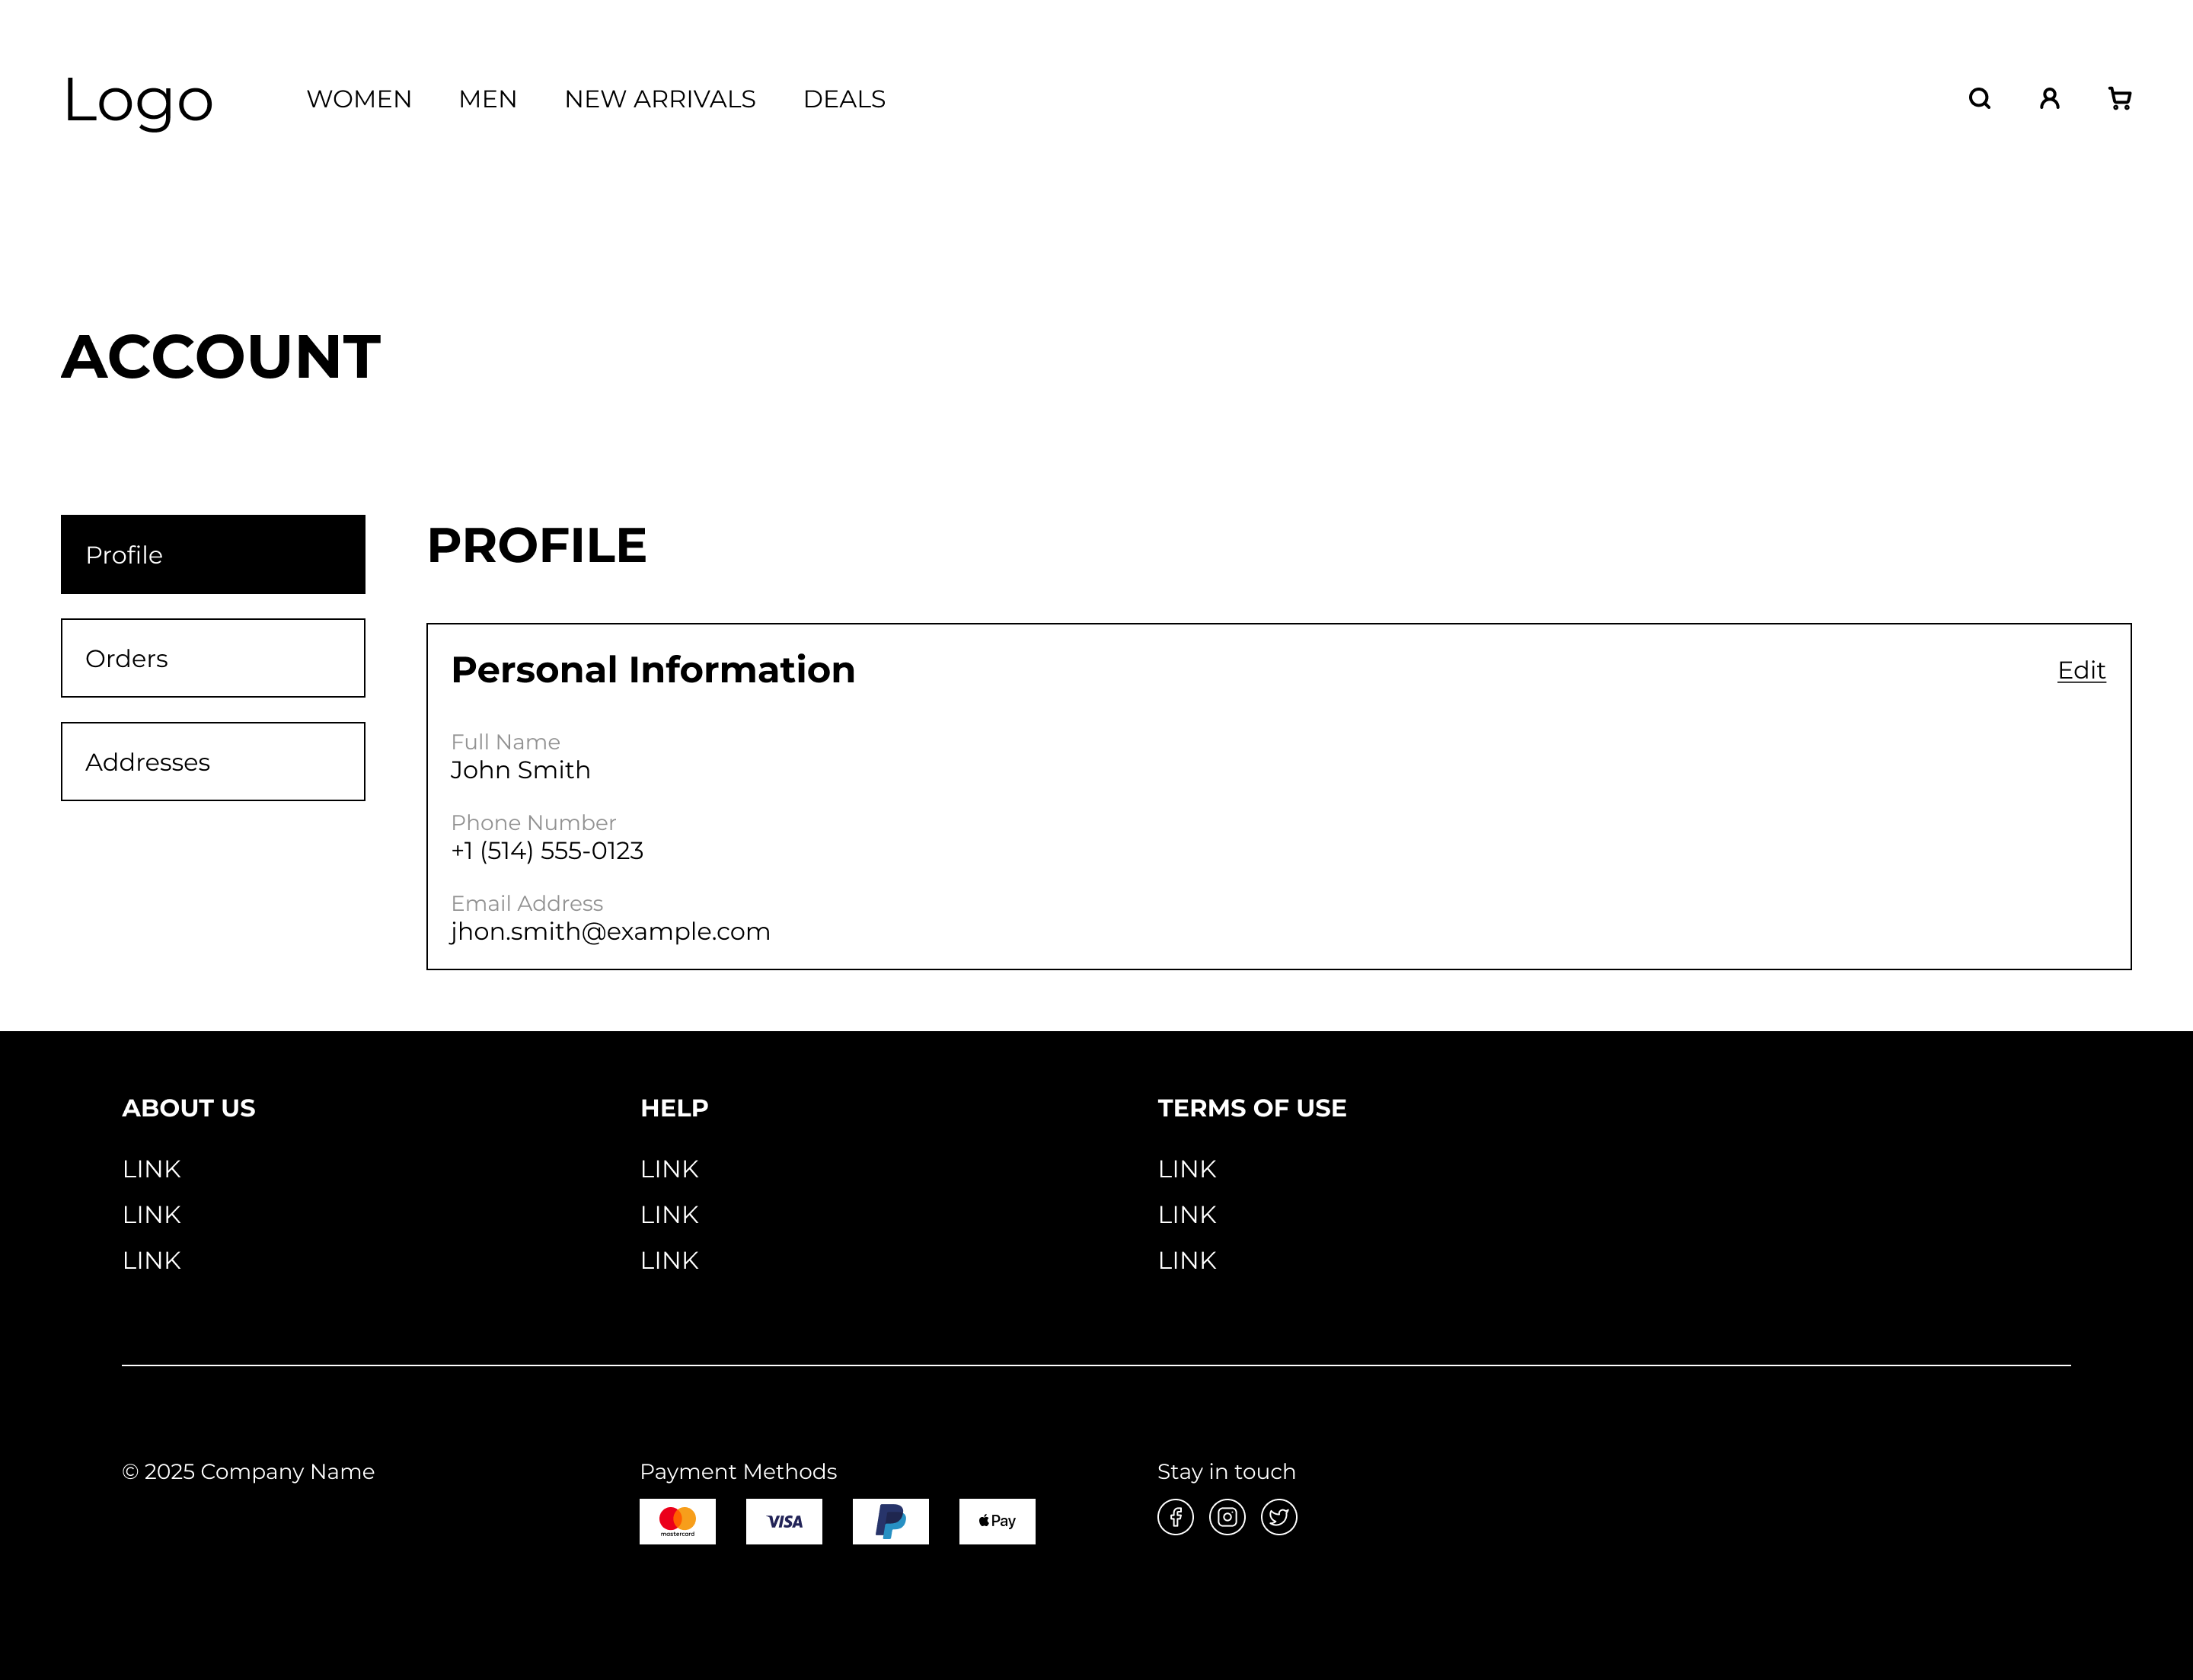 Logo
WOMEN
MEN
NEW ARRIVALS
DEALS
ACCOUNT
Profile
Orders
Addresses
PROFILE
Personal Information
Edit
Full Name
John Smith
Phone Number
+1 (514) 555-0123
Email Address
jhon.smith@example.com
ABOUT US
LINK
LINK
LINK
HELP
LINK
LINK
LINK
TERMS OF USE
LINK
LINK
LINK
© 2025 Company Name
Payment Methods
mastercard
VISA
Pay
Stay in touch